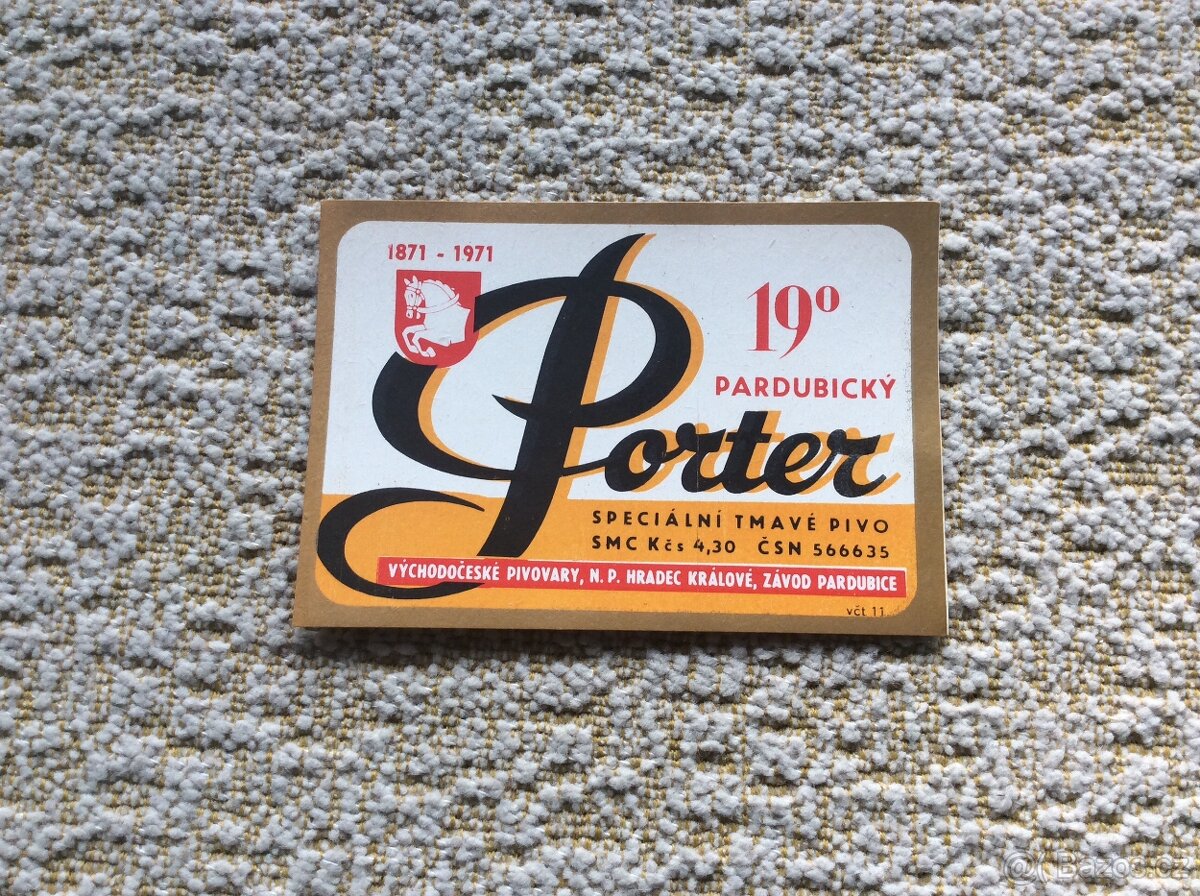 1871 - 1971
19°
PARDUBICKÝ
Porter
SPECIÁLNÍ TMAVÉ PIVO
SMC Kčs 4,30 ČSN 566635
VÝCHODOČESKÉ PIVOVARY, N. P. HRADEC KRÁLOVÉ, ZÁVOD PARDUBICE
včt 11
Bazos.cz